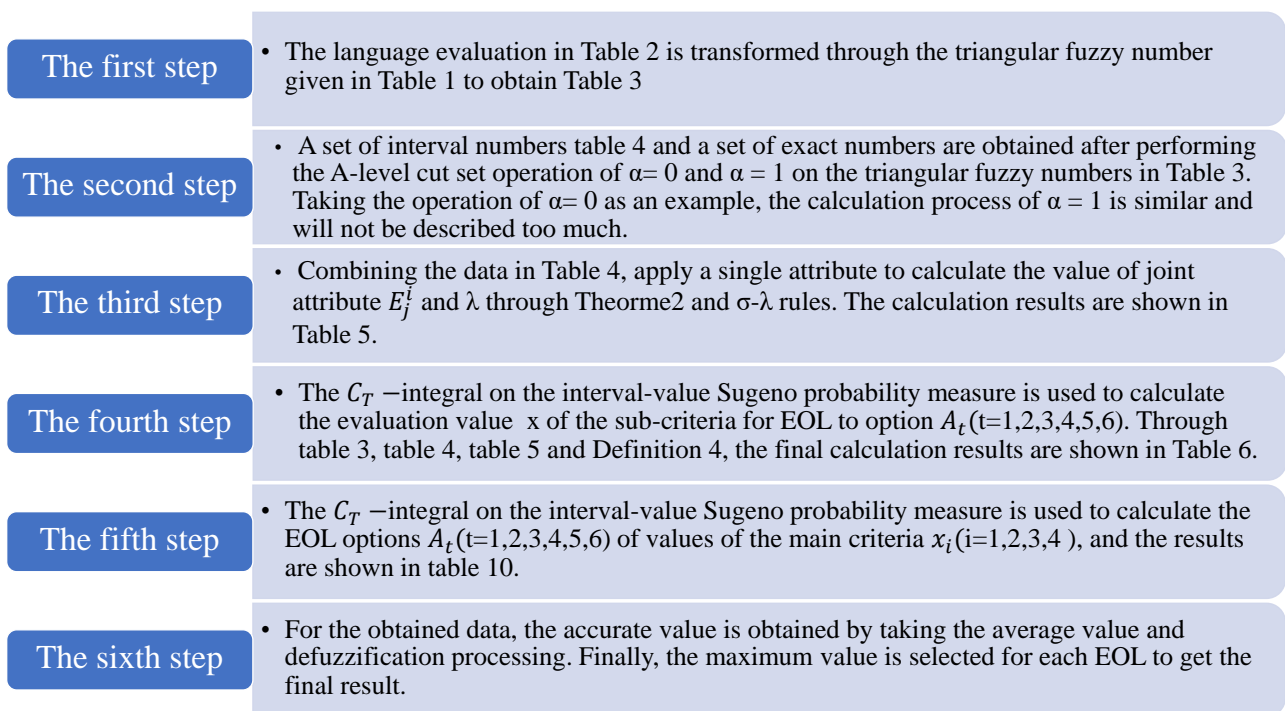 The first step
• The language evaluation in Table 2 is transformed through the triangular fuzzy number
given in Table 1 to obtain Table 3
The second step
• A set of interval numbers table 4 and a set of exact numbers are obtained after performing
the A-level cut set operation of α= 0 and α = 1 on the triangular fuzzy numbers in Table 3.
Taking the operation of α= 0 as an example, the calculation process of α = 1 is similar and
will not be described too much.
The third step
• Combining the data in Table 4, apply a single attribute to calculate the value of joint
attribute $E_j^i$ and λ through Theorme2 and σ-λ rules. The calculation results are shown in
Table 5.
The fourth step
• The $C_T$ −integral on the interval-value Sugeno probability measure is used to calculate
the evaluation value x of the sub-criteria for EOL to option $A_t$(t=1,2,3,4,5,6). Through
table 3, table 4, table 5 and Definition 4, the final calculation results are shown in Table 6.
The fifth step
• The $C_T$ −integral on the interval-value Sugeno probability measure is used to calculate the
EOL options $A_t$(t=1,2,3,4,5,6) of values of the main criteria $x_i$(i=1,2,3,4 ), and the results
are shown in table 10.
The sixth step
• For the obtained data, the accurate value is obtained by taking the average value and
defuzzification processing. Finally, the maximum value is selected for each EOL to get the
final result.